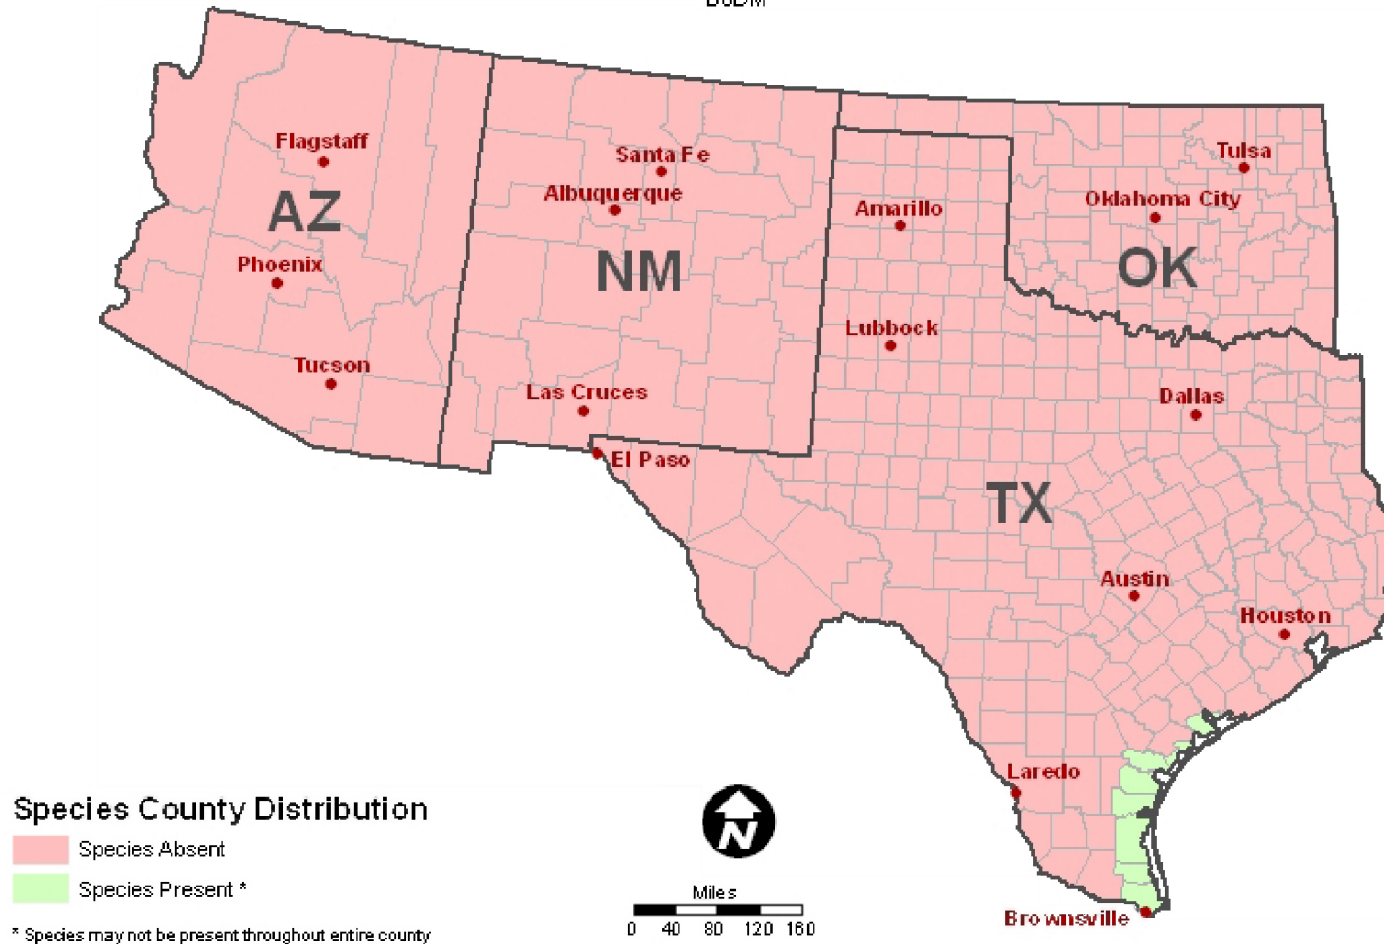 Flagstaff
Santa Fe
Tulsa
AZ
Albuquerque
Oklahoma City
Amarillo
Phoenix
NM
OK
Lubbock
Tucson
Las Cruces
Dallas
El Paso
TX
Austin
Houston
Laredo
Species County Distribution
Species Absent
Species Present *
N
Miles
0 40 80 120 160
Brownsville
* Species may not be present throughout entire county